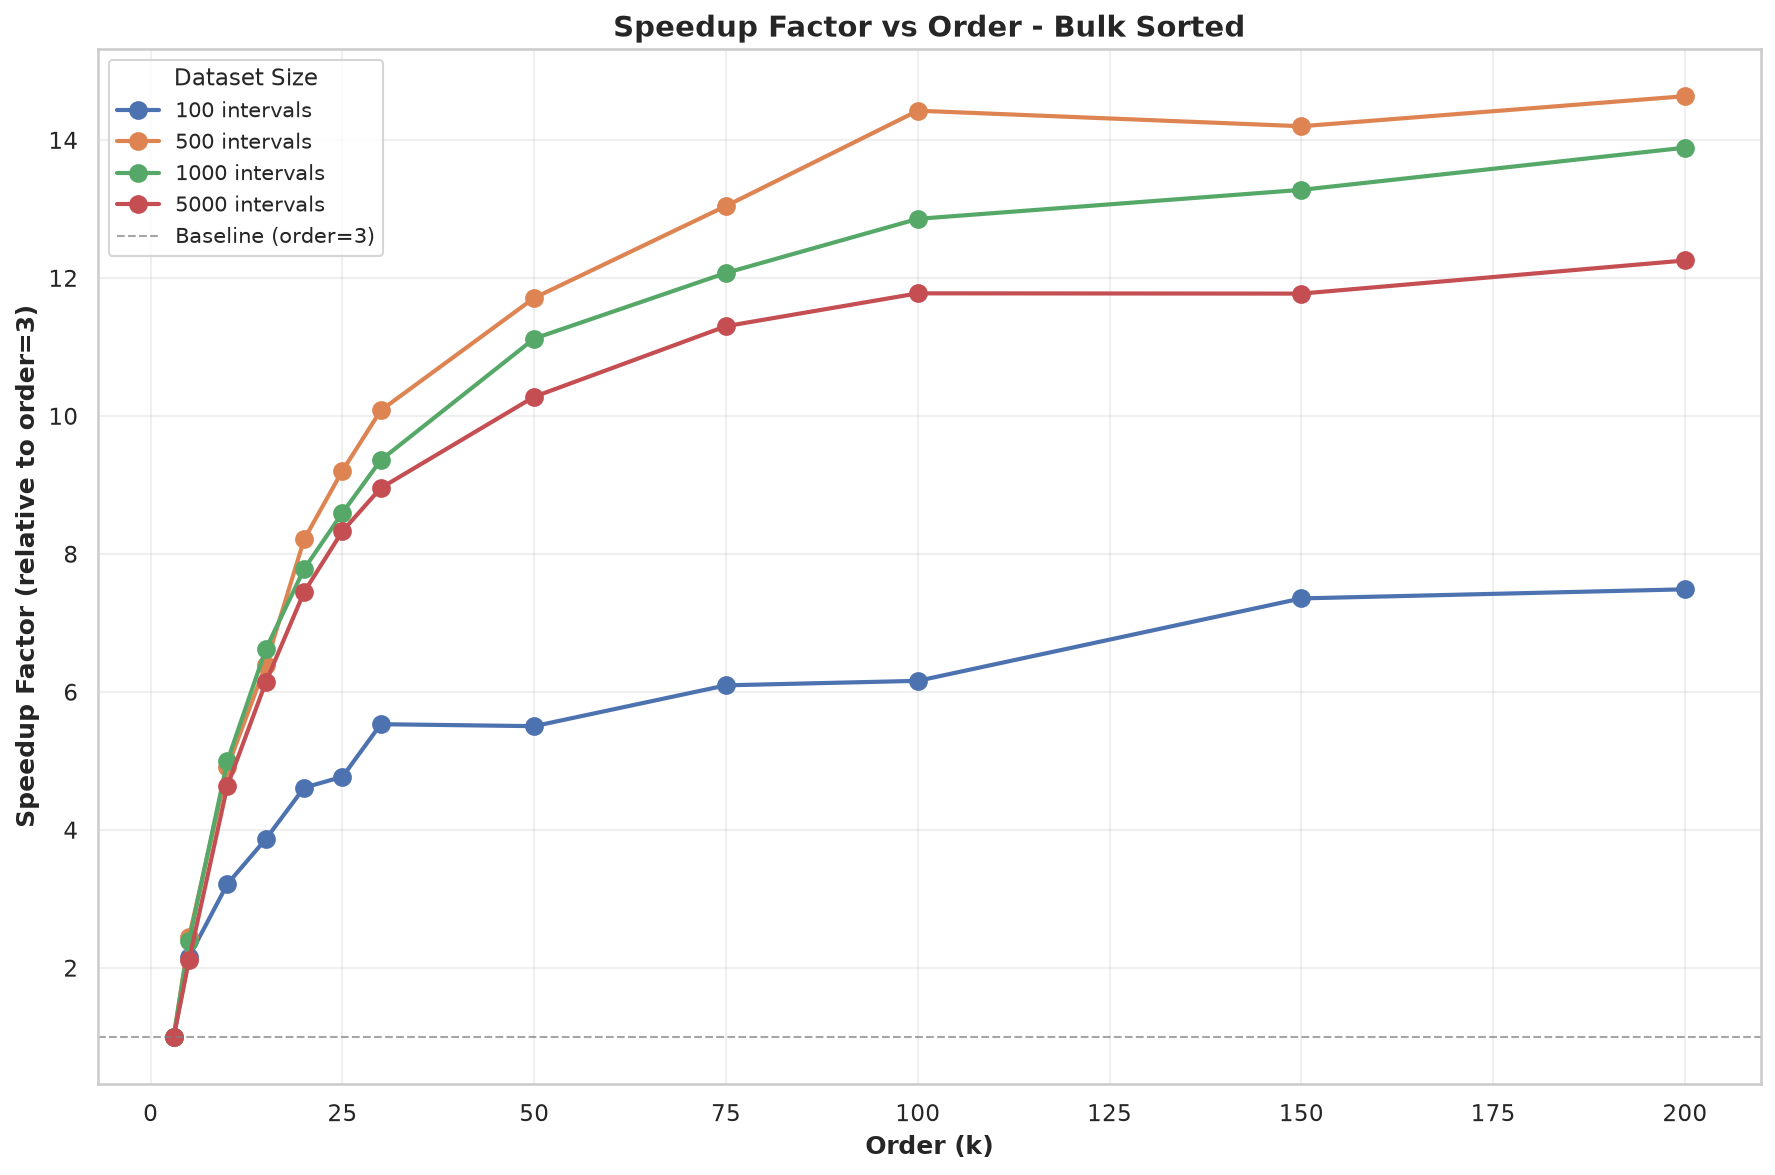 Speedup Factor vs Order - Bulk Sorted
Dataset Size
100 intervals
500 intervals
1000 intervals
5000 intervals
Baseline (order=3)
Speedup Factor (relative to order=3)
14
12
10
8
6
4
2
0 25 50 75 100 125 150 175 200
Order (k)